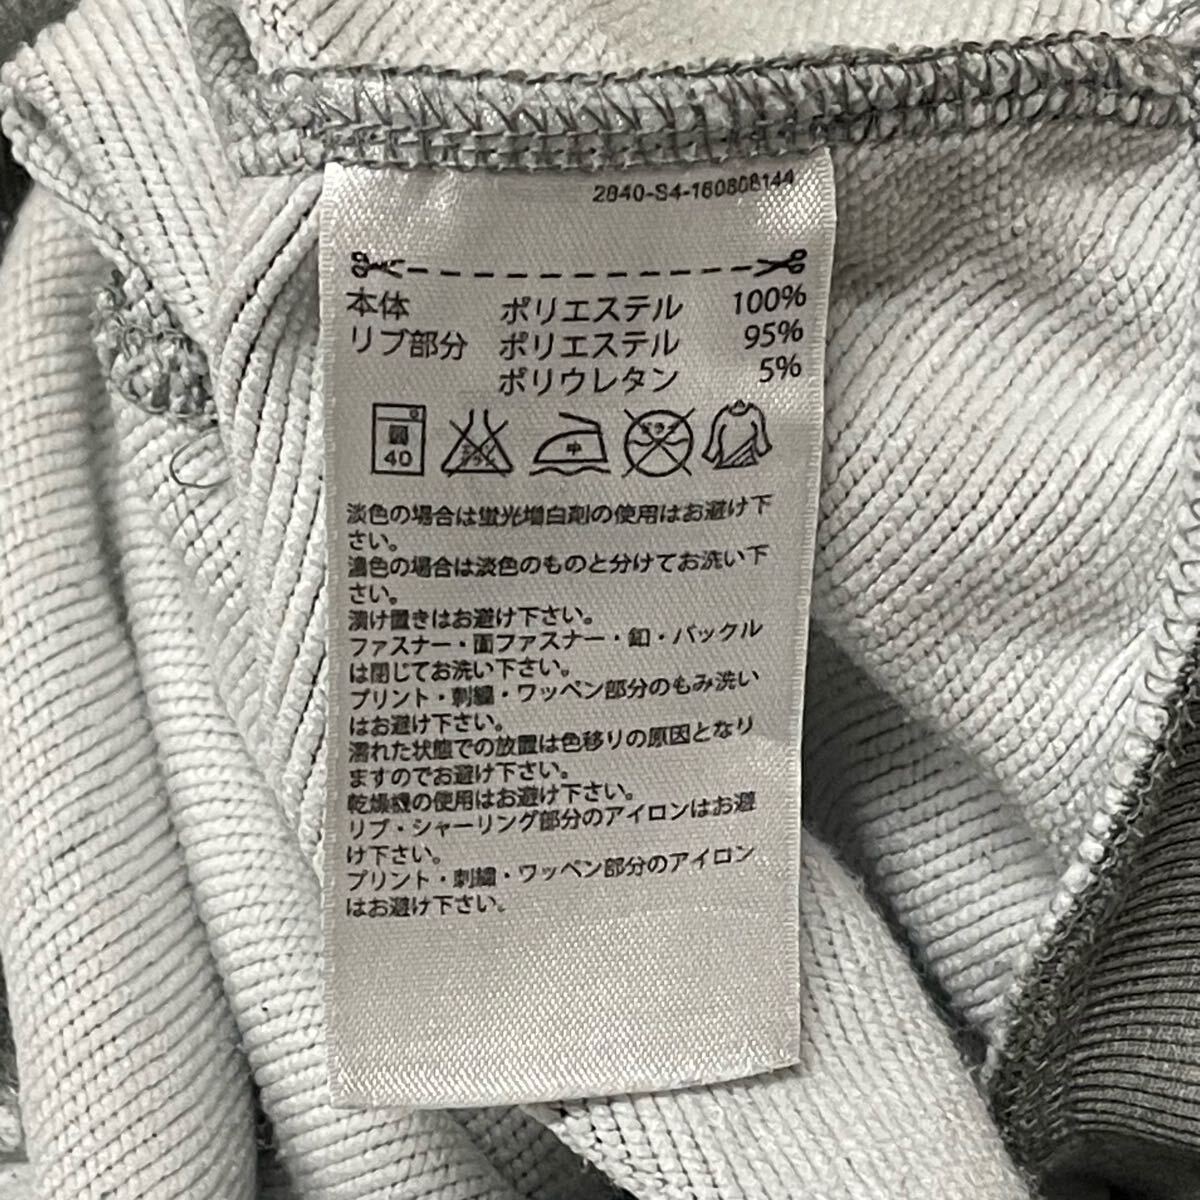 2840-S4-160808144
本体 ポリエステル 100%
リブ部分 ポリエステル 95%
ポリウレタン 5%
40 中 ドライ
淡色の場合は蛍光増白剤の使用はお避け下
さい。
濃色の場合は淡色のものと分けてお洗い下
さい。
漬け置きはお避け下さい。
ファスナー・面ファスナー・釦・バックル
は閉じてお洗い下さい。
プリント・刺繍・ワッペン部分のもみ洗い
はお避け下さい。
濡れた状態での放置は色移りの原因となり
ますのでお避け下さい。
乾燥機の使用はお避け下さい。
リブ・シャーリング部分のアイロンはお避
け下さい。
プリント・刺繍・ワッペン部分のアイロン
はお避け下さい。